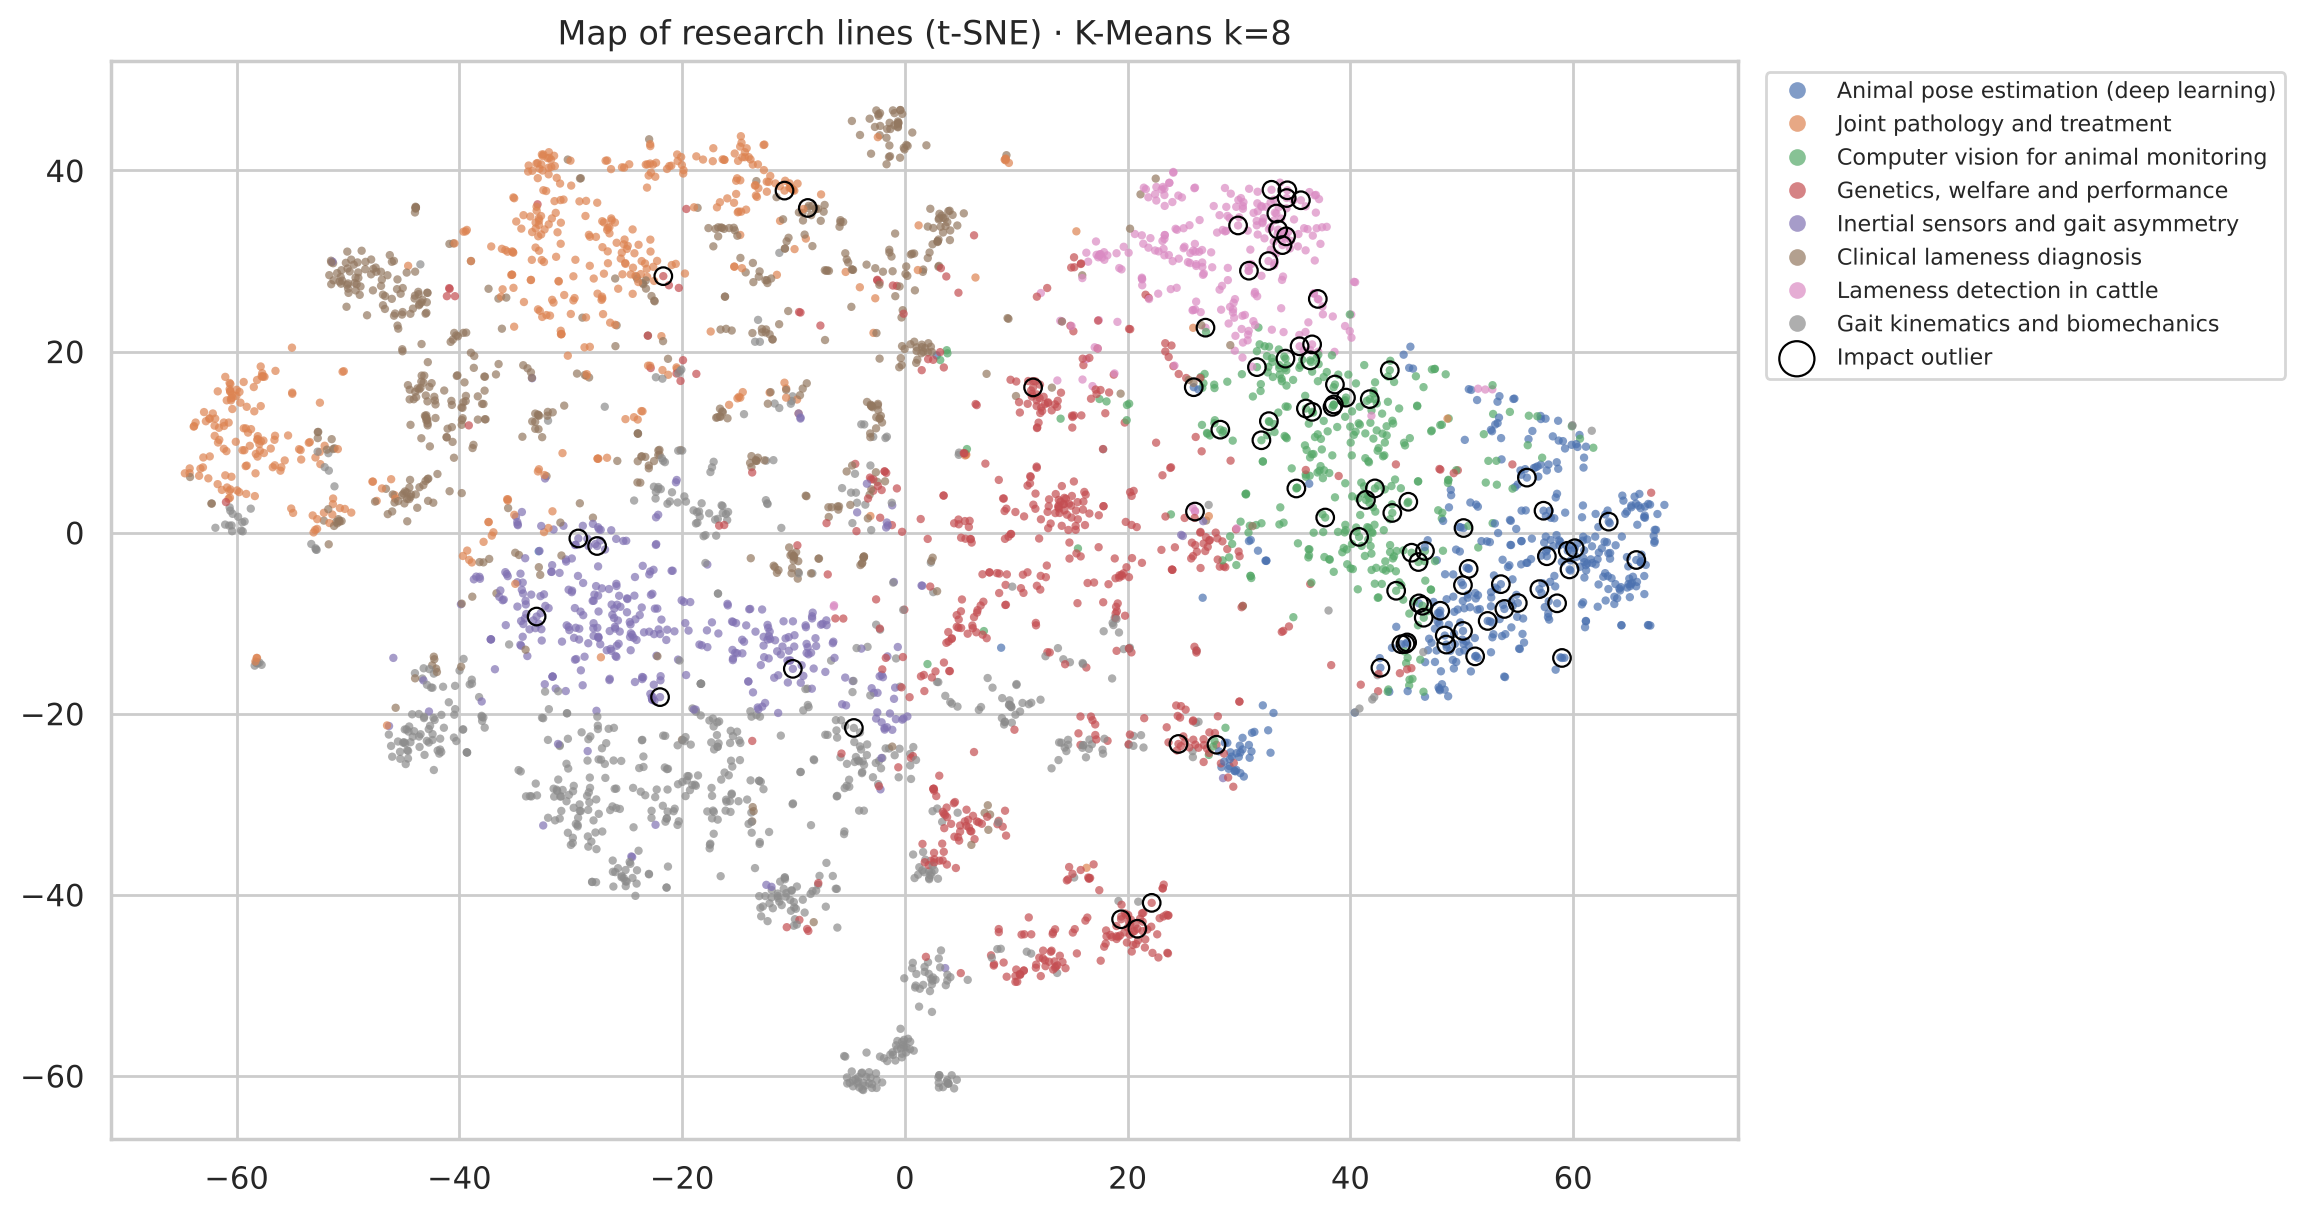 Map of research lines (t-SNE) · K-Means k=8
Animal pose estimation (deep learning)
Joint pathology and treatment
Computer vision for animal monitoring
Genetics, welfare and performance
Inertial sensors and gait asymmetry
Clinical lameness diagnosis
Lameness detection in cattle
Gait kinematics and biomechanics
Impact outlier
40
20
0
−20
−40
−60
−60 −40 −20 0 20 40 60